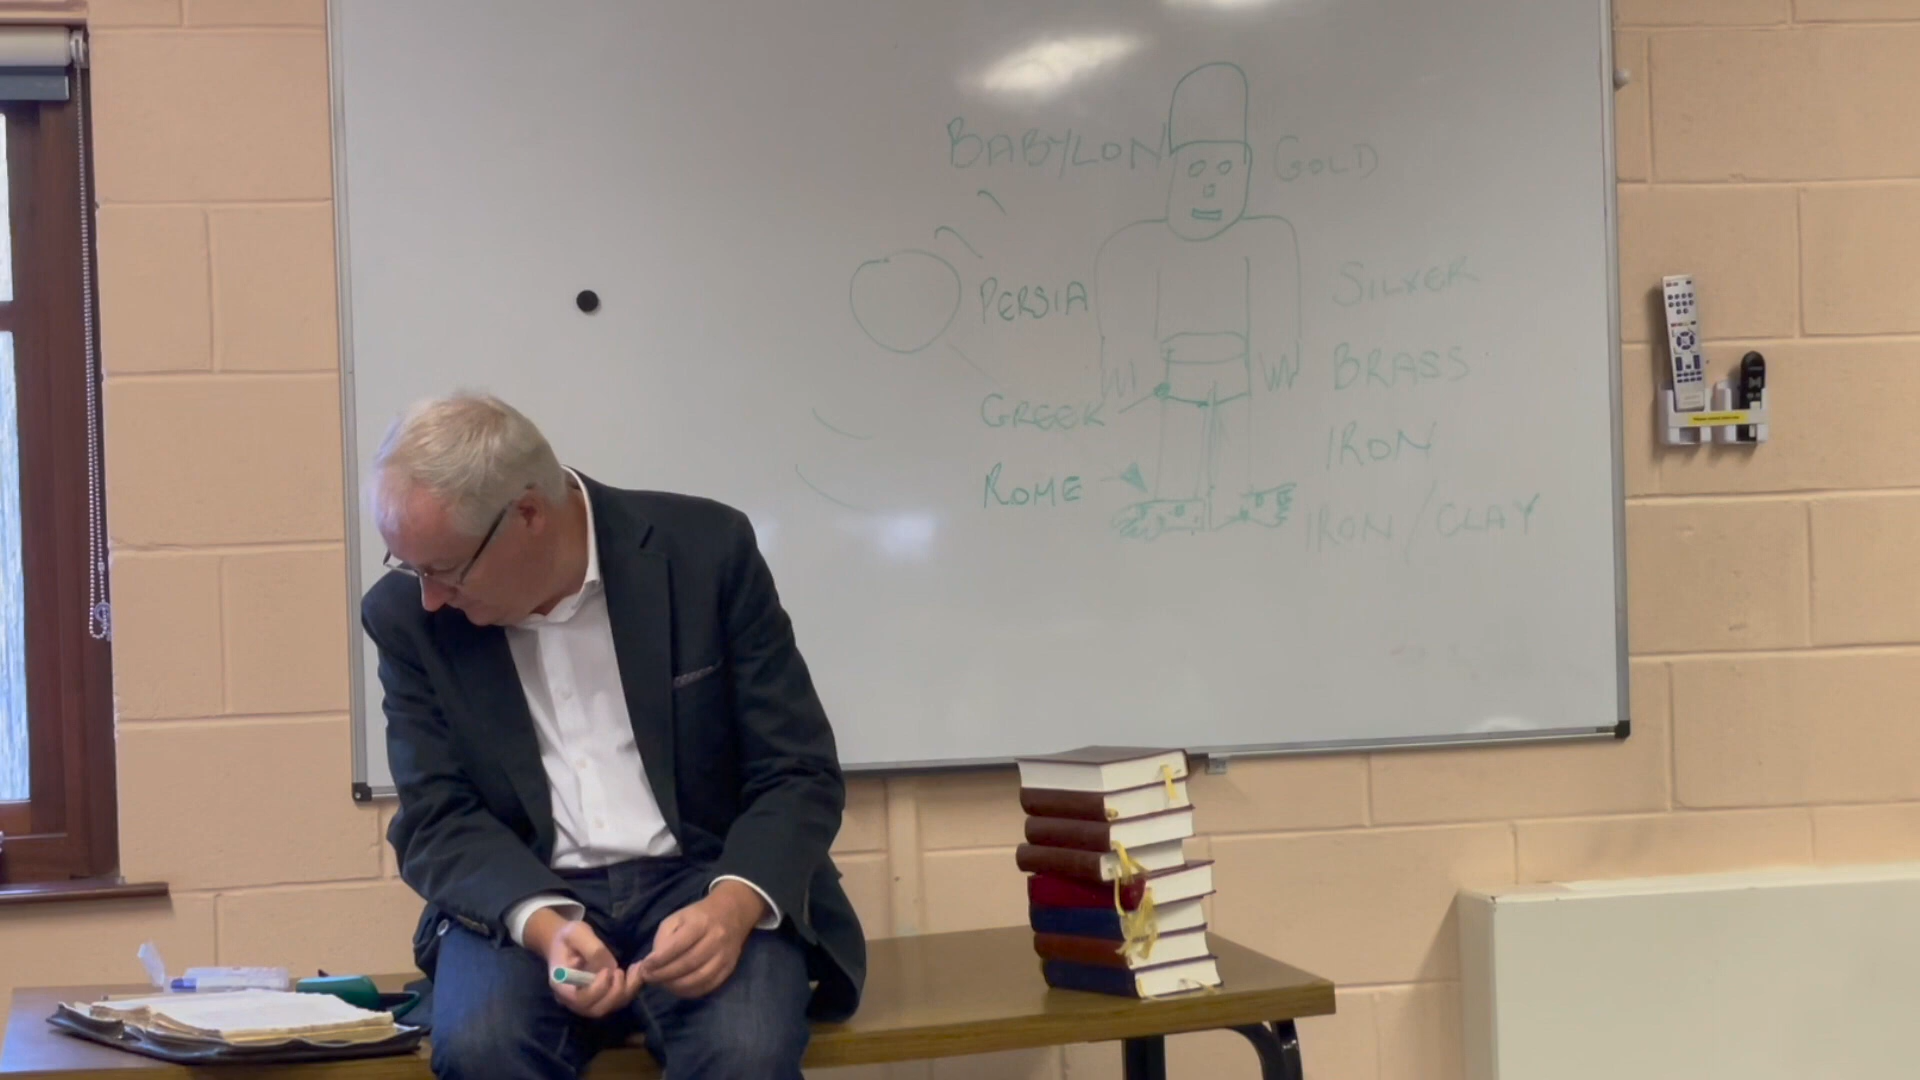 BABYLON GOLD
PERSIA SILVER
BRASS
GREEK
IRON
ROME
IRON/CLAY